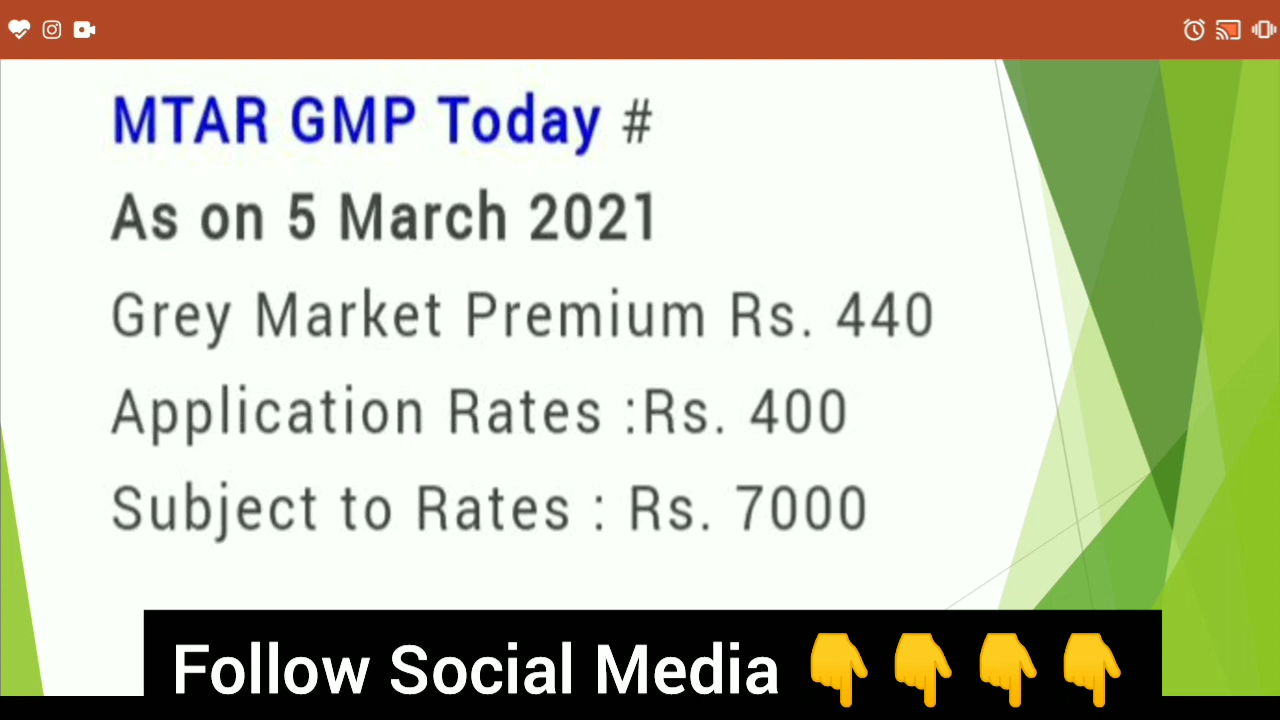 MTAR GMP Today #
As on 5 March 2021
Grey Market Premium Rs. 440
Application Rates :Rs. 400
Subject to Rates : Rs. 7000
Follow Social Media 👇👇👇👇